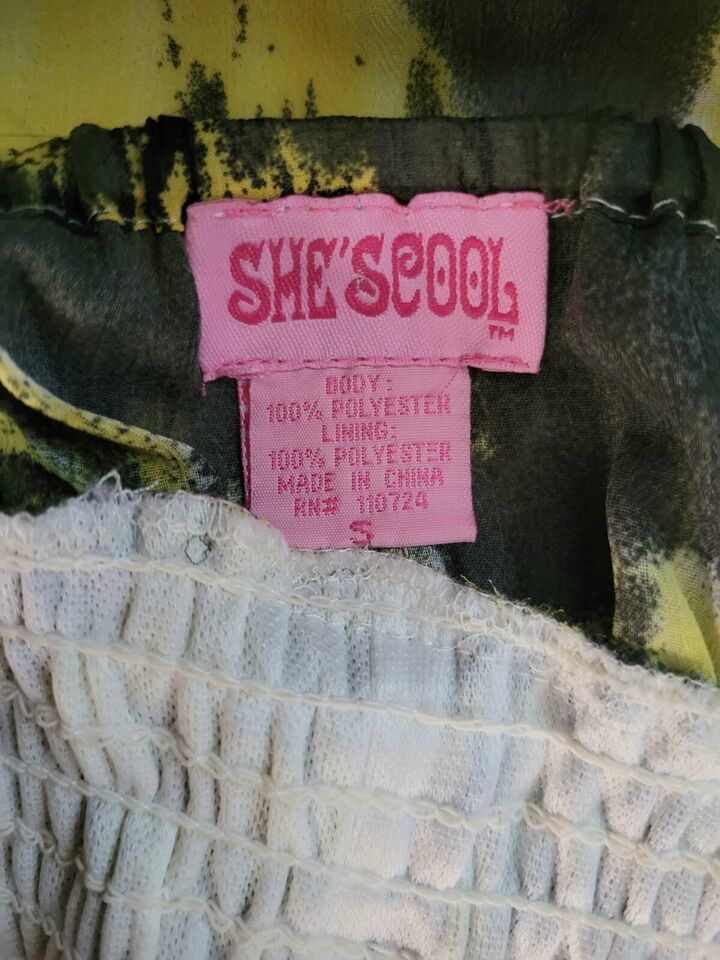 SHE'SCOOL
TM
BODY:
100% POLYESTER
LINING:
100% POLYESTER
MADE IN CHINA
RN# 110724
S